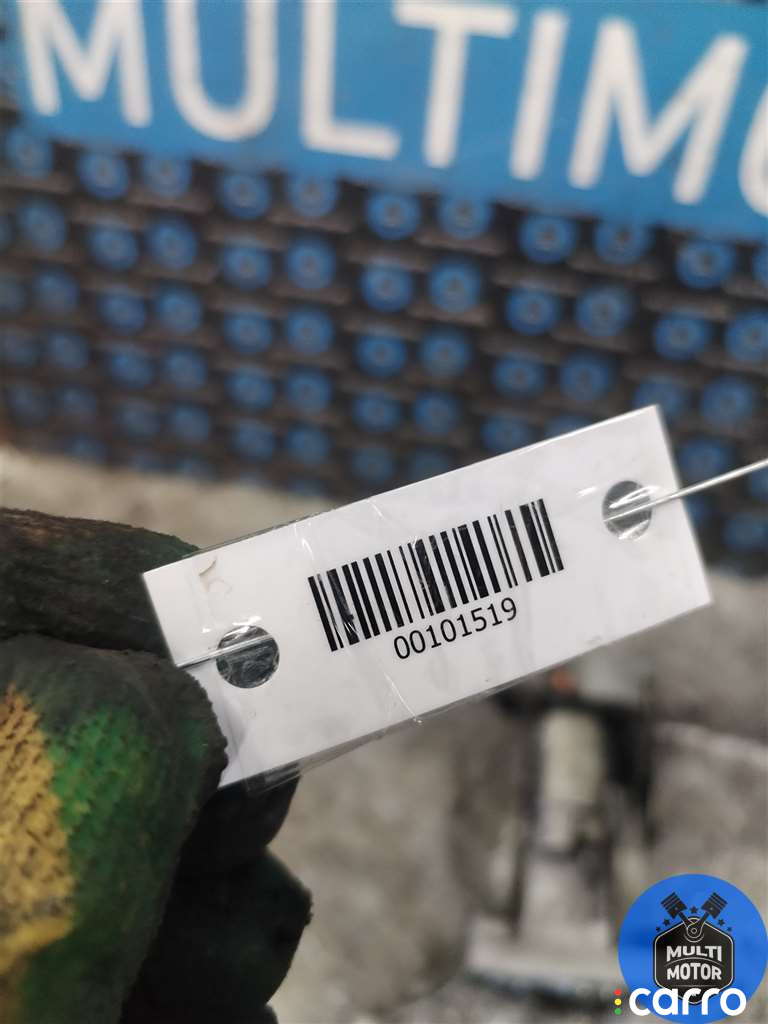 MULTIM
00101519
MULTI
MOTOR
carro